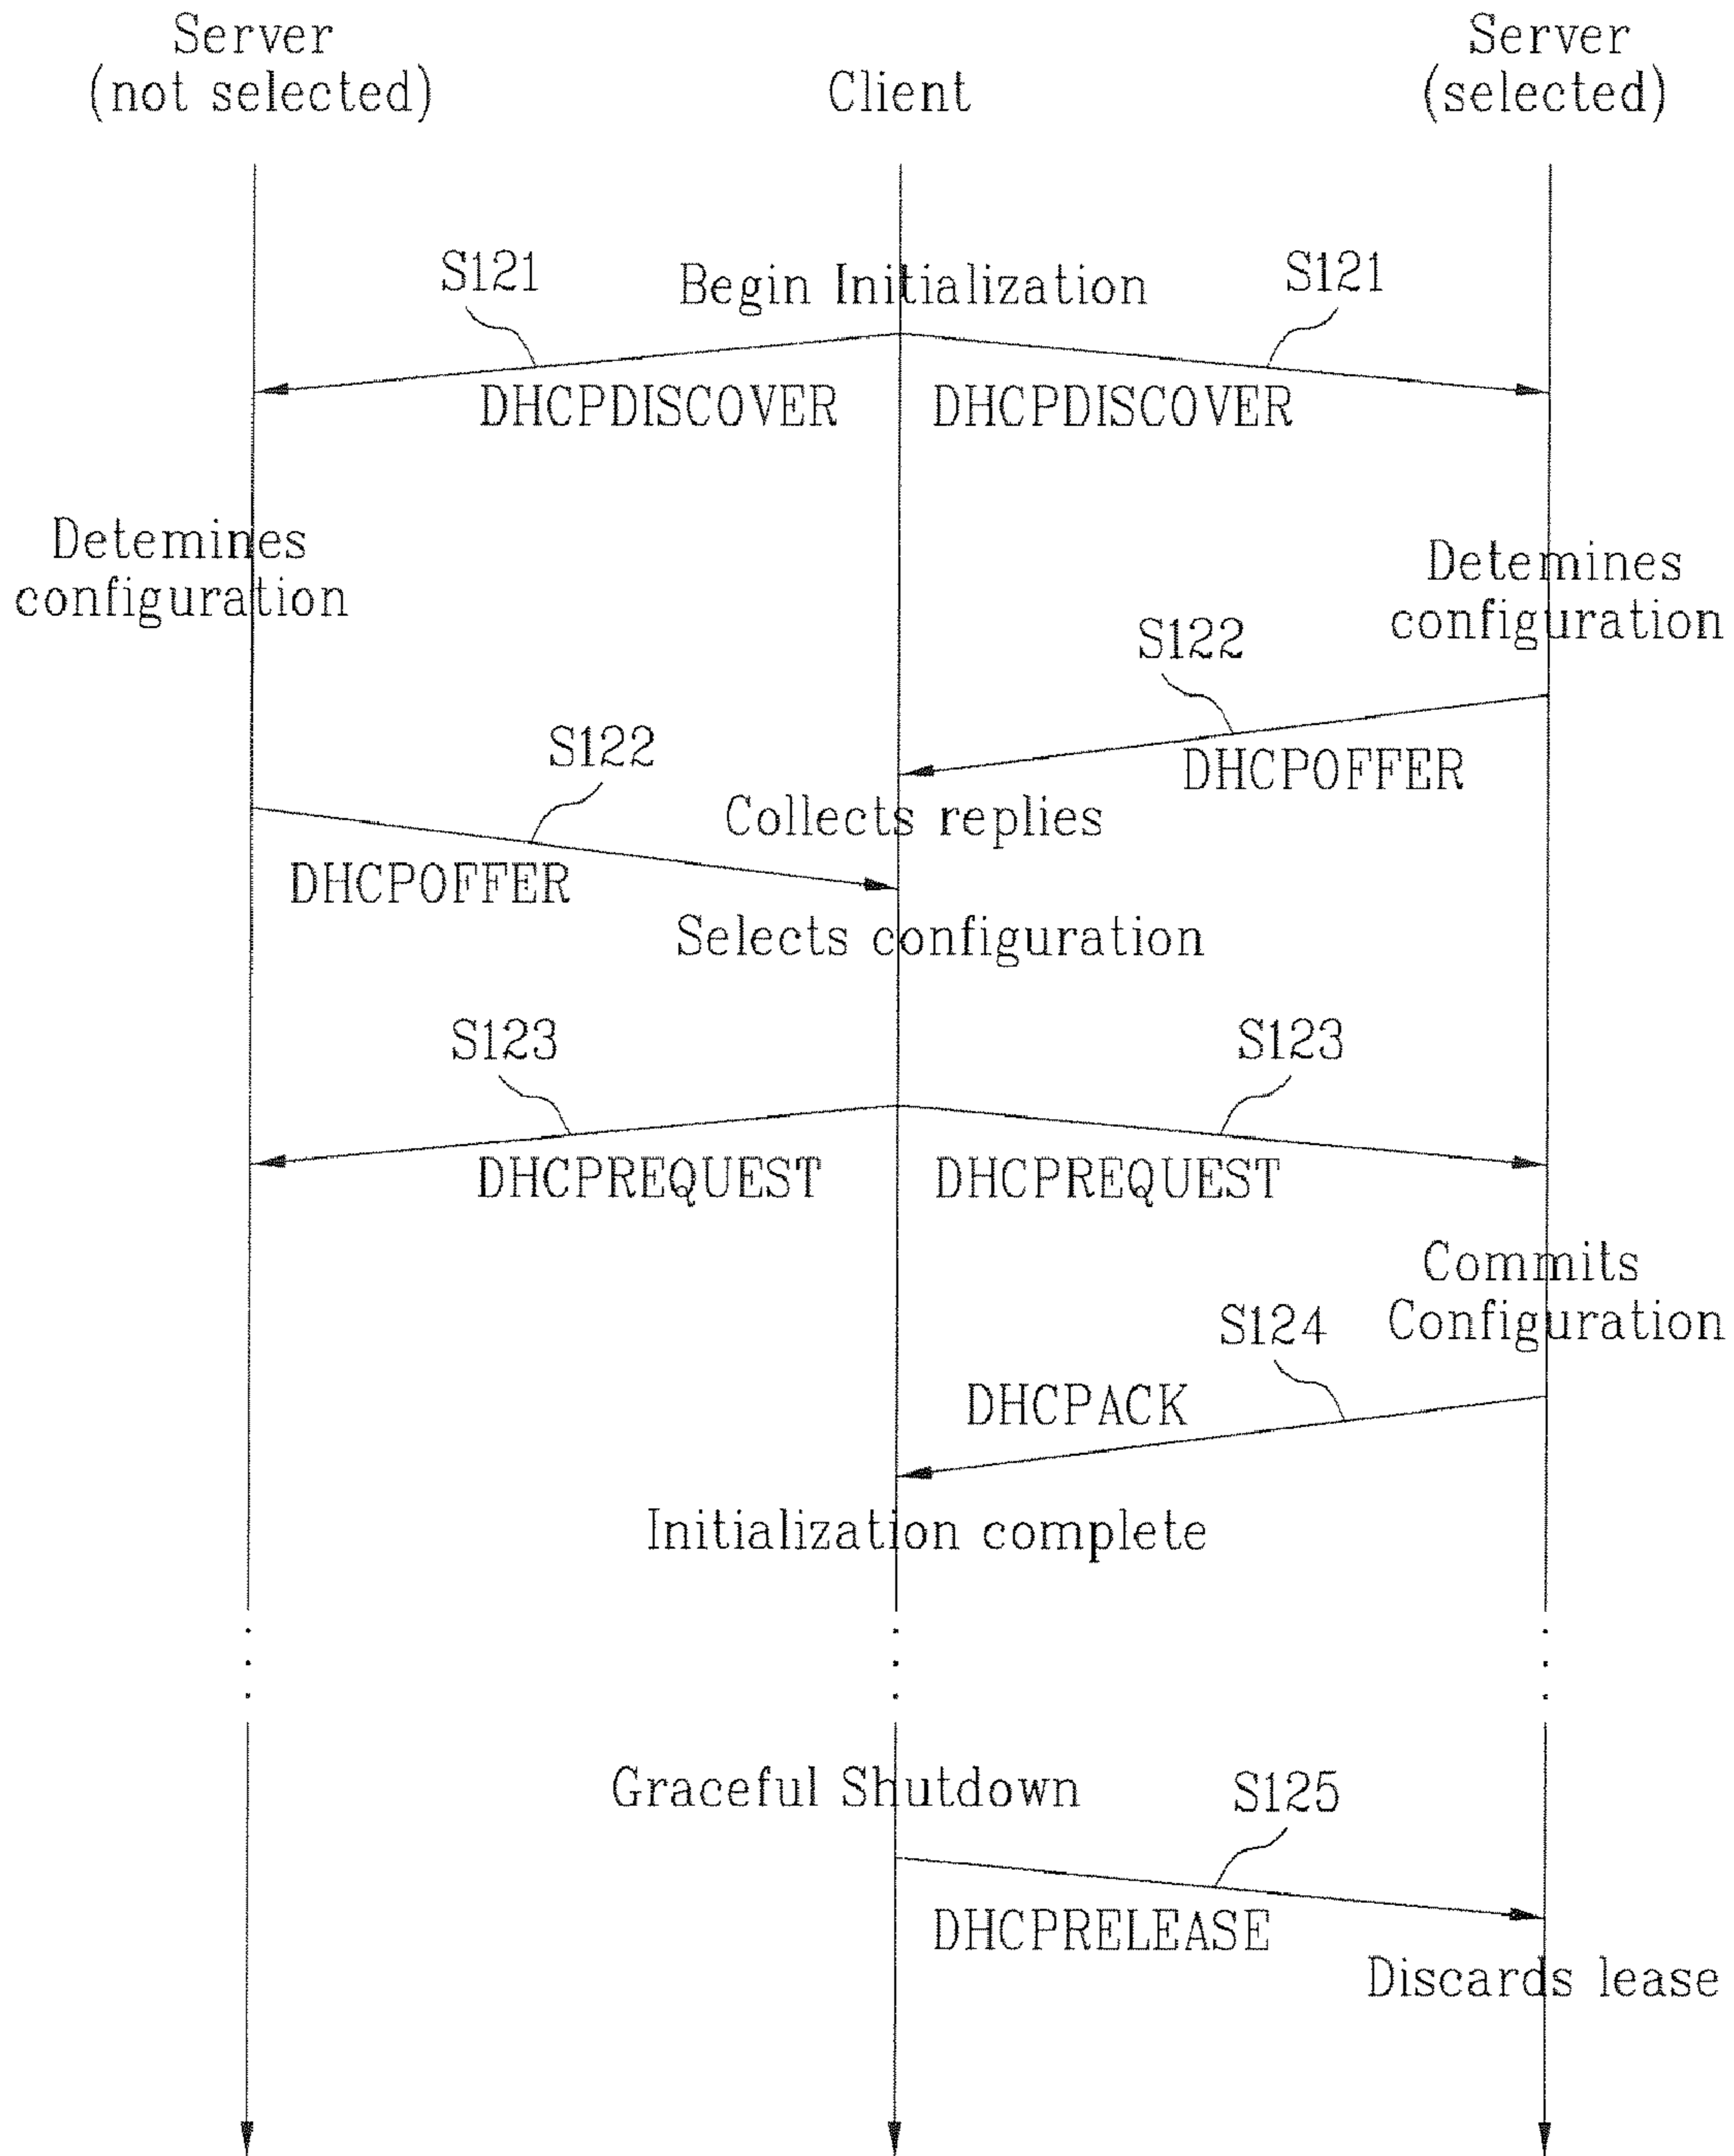 Server
(not selected)
Client
Server
(selected)
S121
Begin Initialization
S121
DHCPDISCOVER
DHCPDISCOVER
Detemines
configuration
Detemines
configuration
S122
DHCPOFFER
S122
Collects replies
DHCPOFFER
Selects configuration
S123
S123
DHCPREQUEST
DHCPREQUEST
Commits
Configuration
S124
DHCPACK
Initialization complete
Graceful Shutdown
S125
DHCPRELEASE
Discards lease